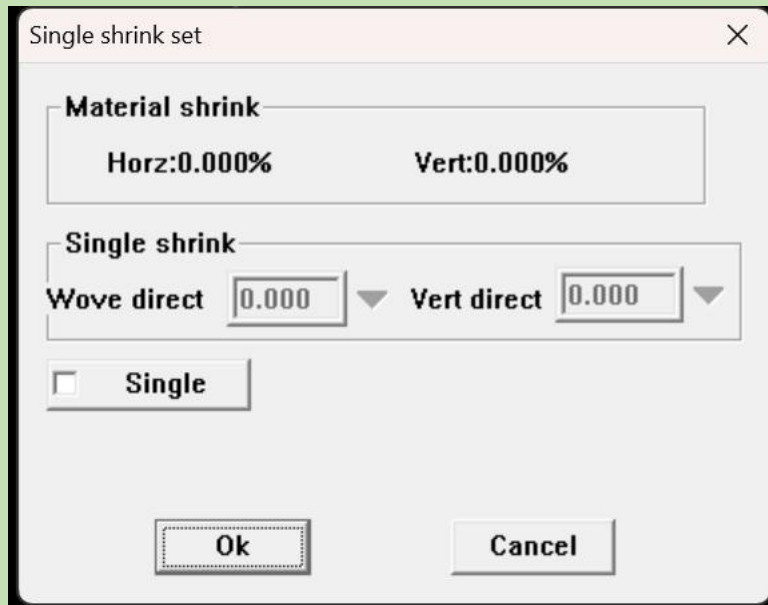 Single shrink set
Material shrink
Horz:0.000% Vert:0.000%
Single shrink
Wove direct 0.000 Vert direct 0.000
Single
Ok Cancel